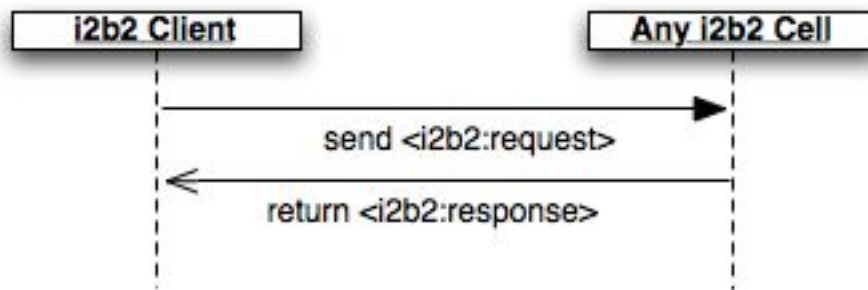 i2b2 Client
Any i2b2 Cell
send <i2b2:request>
return <i2b2:response>